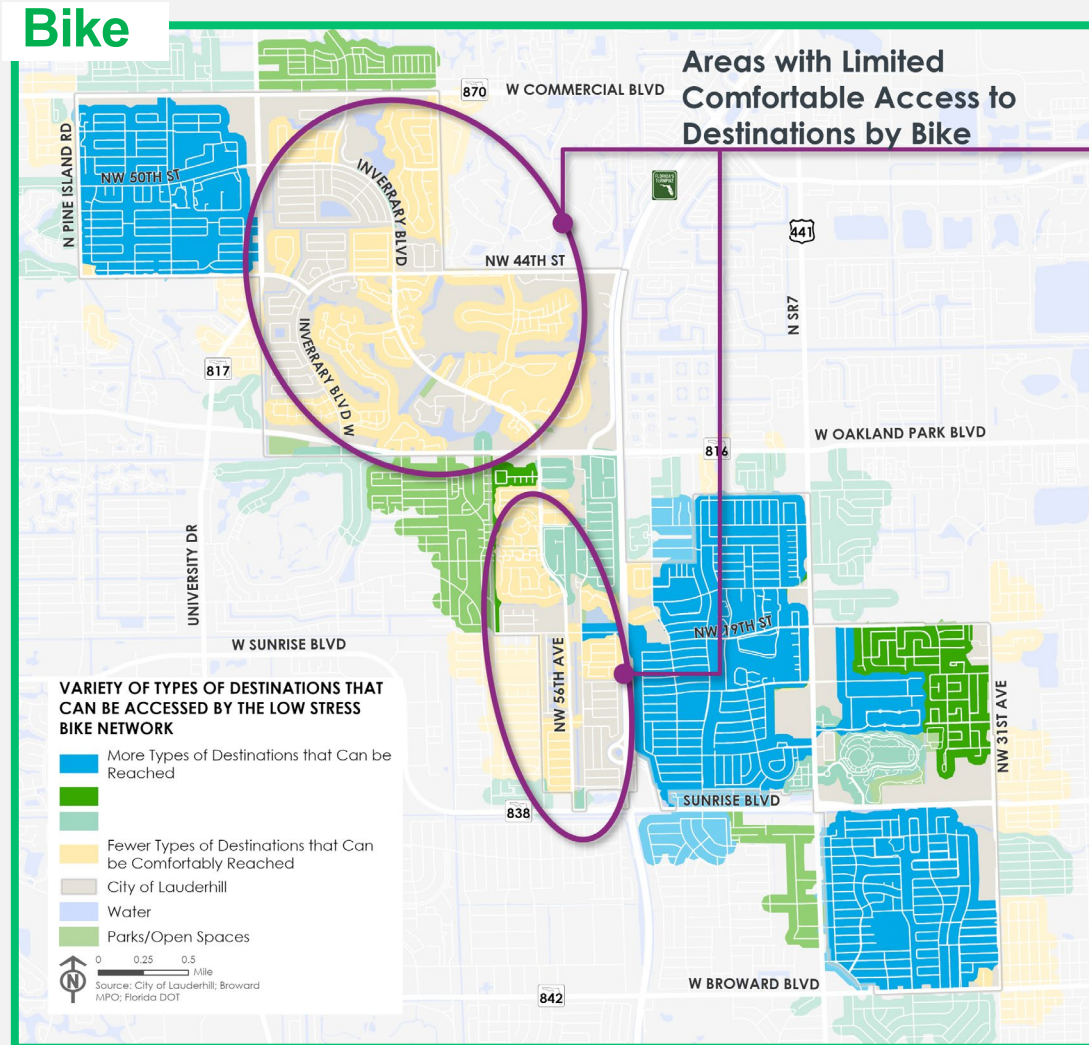 Bike
Areas with Limited
Comfortable Access to
Destinations by Bike
870
W COMMERCIAL BLVD
N PINE ISLAND RD
NW 50TH ST
INVERRARY BLVD
FLORIDA'S
TURNPIKE
441
NW 44TH ST
N SR7
INVERRARY BLVD W
817
W OAKLAND PARK BLVD
816
UNIVERSITY DR
NW 19TH ST
W SUNRISE BLVD
NW 56TH AVE
NW 31ST AVE
SUNRISE BLVD
838
W BROWARD BLVD
842
VARIETY OF TYPES OF DESTINATIONS THAT
CAN BE ACCESSED BY THE LOW STRESS
BIKE NETWORK
More Types of Destinations that Can be
Reached
Fewer Types of Destinations that Can
be Comfortably Reached
City of Lauderhill
Water
Parks/Open Spaces
N
0 0.25 0.5
Mile
Source: City of Lauderhill; Broward
MPO; Florida DOT